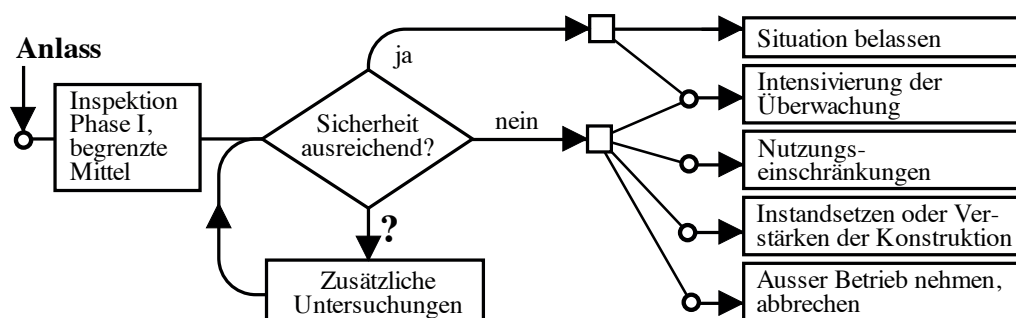 Anlass
Inspektion
Phase I,
begrenzte
Mittel
Sicherheit
ausreichend?
ja
nein
?
Zusätzliche
Untersuchungen
Situation belassen
Intensivierung der
Überwachung
Nutzungs-
einschränkungen
Instandsetzen oder Ver-
stärken der Konstruktion
Ausser Betrieb nehmen,
abbrechen